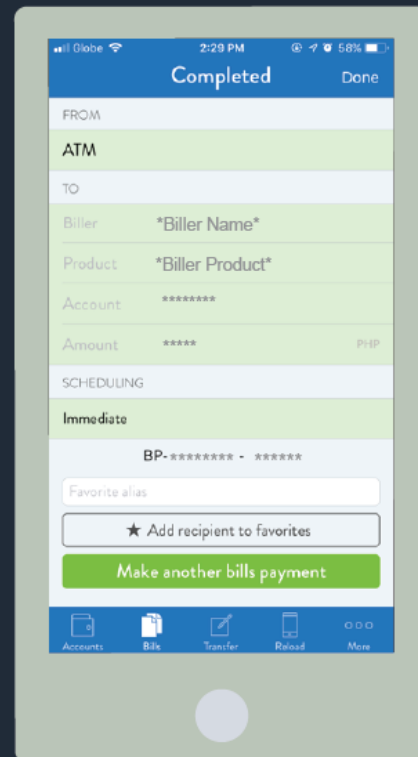 Globe 2:29 PM 58%
Completed Done
FROM
ATM
TO
Biller *Biller Name*
Product *Biller Product*
Account ********
Amount ***** PHP
SCHEDULING
Immediate
BP-******** - ******
Favorite alias
★ Add recipient to favorites
Make another bills payment
Accounts Bills Transfer Reload More